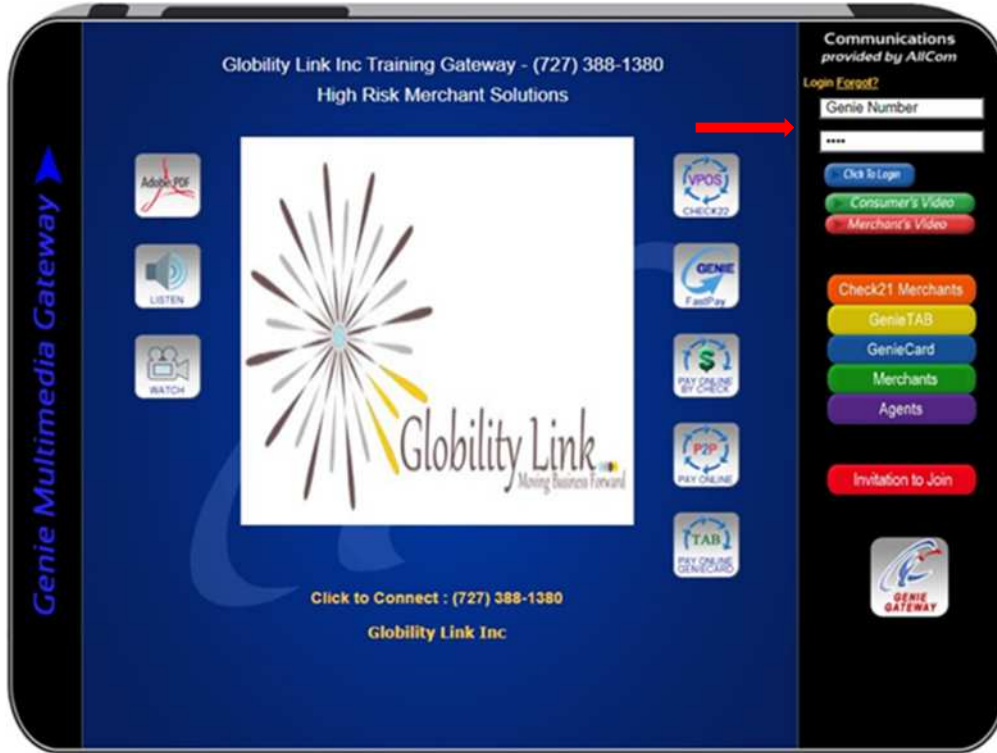 Communications
provided by AllCom
Login Forgot?
Genie Number
••••
Click To Login
Consumer's Video
Merchant's Video
Check21 Merchants
GenieTAB
GenieCard
Merchants
Agents
Invitation to Join
GENIE
GATEWAY
Genie Multimedia Gateway
Globility Link Inc Training Gateway - (727) 388-1380
High Risk Merchant Solutions
Adobe PDF
LISTEN
WATCH
Globility Link
Moving Business Forward
VPOS
CHECK22
GENIE
FastPay
$
PAY ONLINE
BY CHECK
P2P
PAY ONLINE
TAB
PAY ONLINE
GENIECARD
Click to Connect : (727) 388-1380
Globility Link Inc